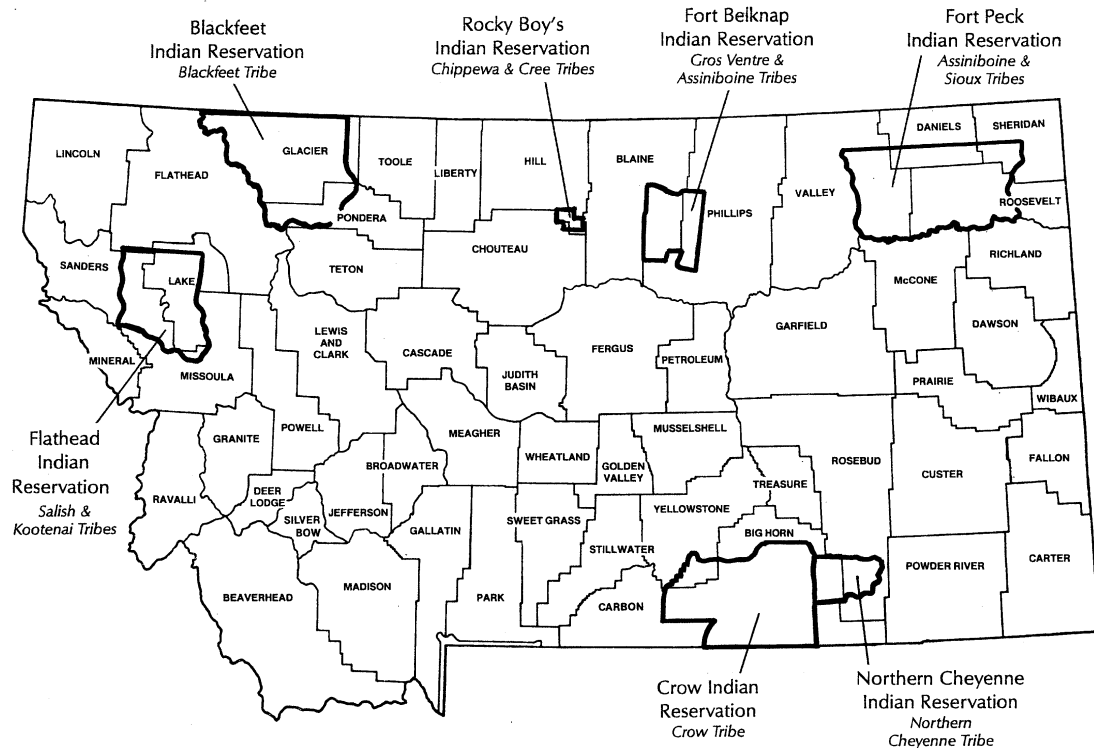 Blackfeet
Indian Reservation
Blackfeet Tribe
Rocky Boy's
Indian Reservation
Chippewa & Cree Tribes
Fort Belknap
Indian Reservation
Gros Ventre &
Assiniboine Tribes
Fort Peck
Indian Reservation
Assiniboine &
Sioux Tribes
LINCOLN
FLATHEAD
GLACIER
TOOLE
LIBERTY
HILL
BLAINE
PHILLIPS
VALLEY
DANIELS
SHERIDAN
ROOSEVELT
PONDERA
CHOUTEAU
TETON
SANDERS
LAKE
RICHLAND
McCONE
DAWSON
GARFIELD
LEWIS
AND
CLARK
CASCADE
JUDITH
BASIN
FERGUS
PETROLEUM
MINERAL
MISSOULA
PRAIRIE
WIBAUX
GRANITE
POWELL
MEAGHER
WHEATLAND
GOLDEN
VALLEY
MUSSELSHELL
ROSEBUD
CUSTER
FALLON
Flathead
Indian
Reservation
Salish &
Kootenai Tribes
RAVALLI
DEER
LODGE
SILVER
BOW
JEFFERSON
BROADWATER
GALLATIN
SWEET GRASS
YELLOWSTONE
TREASURE
BIG HORN
STILLWATER
BEAVERHEAD
MADISON
PARK
CARBON
POWDER RIVER
CARTER
Crow Indian
Reservation
Crow Tribe
Northern Cheyenne
Indian Reservation
Northern
Cheyenne Tribe